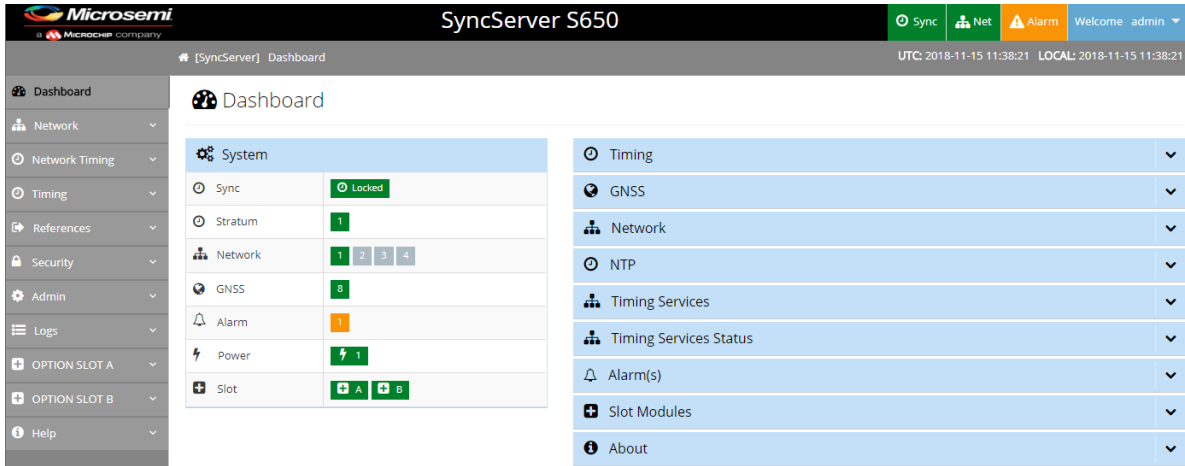 Microsemi
a MICROCHIP company
SyncServer S650
Sync Net Alarm Welcome admin
[SyncServer] Dashboard
UTC: 2018-11-15 11:38:21 LOCAL: 2018-11-15 11:38:21
Dashboard
Network
Network Timing
Timing
References
Security
Admin
Logs
OPTION SLOT A
OPTION SLOT B
Help
Dashboard
System
Sync Locked
Stratum 1
Network 1 2 3 4
GNSS 8
Alarm 1
Power 1
Slot A B
Timing
GNSS
Network
NTP
Timing Services
Timing Services Status
Alarm(s)
Slot Modules
About